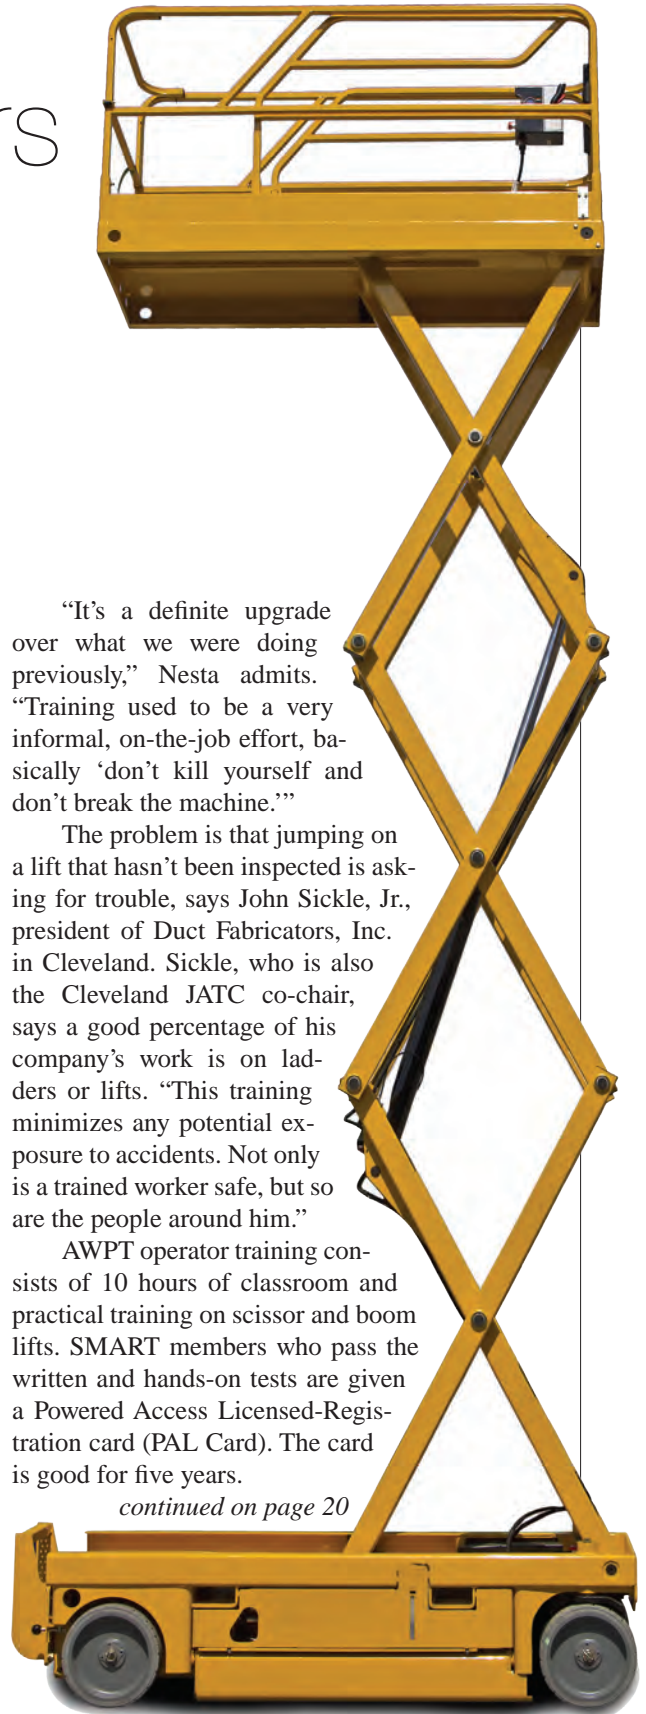 rs
“It’s a definite upgrade
over what we were doing
previously,” Nesta admits.
“Training used to be a very
informal, on-the-job effort, ba-
sically ‘don’t kill yourself and
don’t break the machine.’”
The problem is that jumping on
a lift that hasn’t been inspected is ask-
ing for trouble, says John Sickle, Jr.,
president of Duct Fabricators, Inc.
in Cleveland. Sickle, who is also
the Cleveland JATC co-chair,
says a good percentage of his
company’s work is on lad-
ders or lifts. “This training
minimizes any potential ex-
posure to accidents. Not only
is a trained worker safe, but so
are the people around him.”
AWPT operator training con-
sists of 10 hours of classroom and
practical training on scissor and boom
lifts. SMART members who pass the
written and hands-on tests are given
a Powered Access Licensed-Regis-
tration card (PAL Card). The card
is good for five years.
continued on page 20